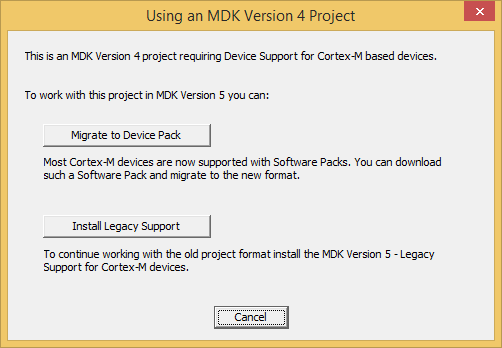 Using an MDK Version 4 Project
This is an MDK Version 4 project requiring Device Support for Cortex-M based devices.
To work with this project in MDK Version 5 you can:
Migrate to Device Pack
Most Cortex-M devices are now supported with Software Packs. You can download
such a Software Pack and migrate to the new format.
Install Legacy Support
To continue working with the old project format install the MDK Version 5 - Legacy
Support for Cortex-M devices.
Cancel